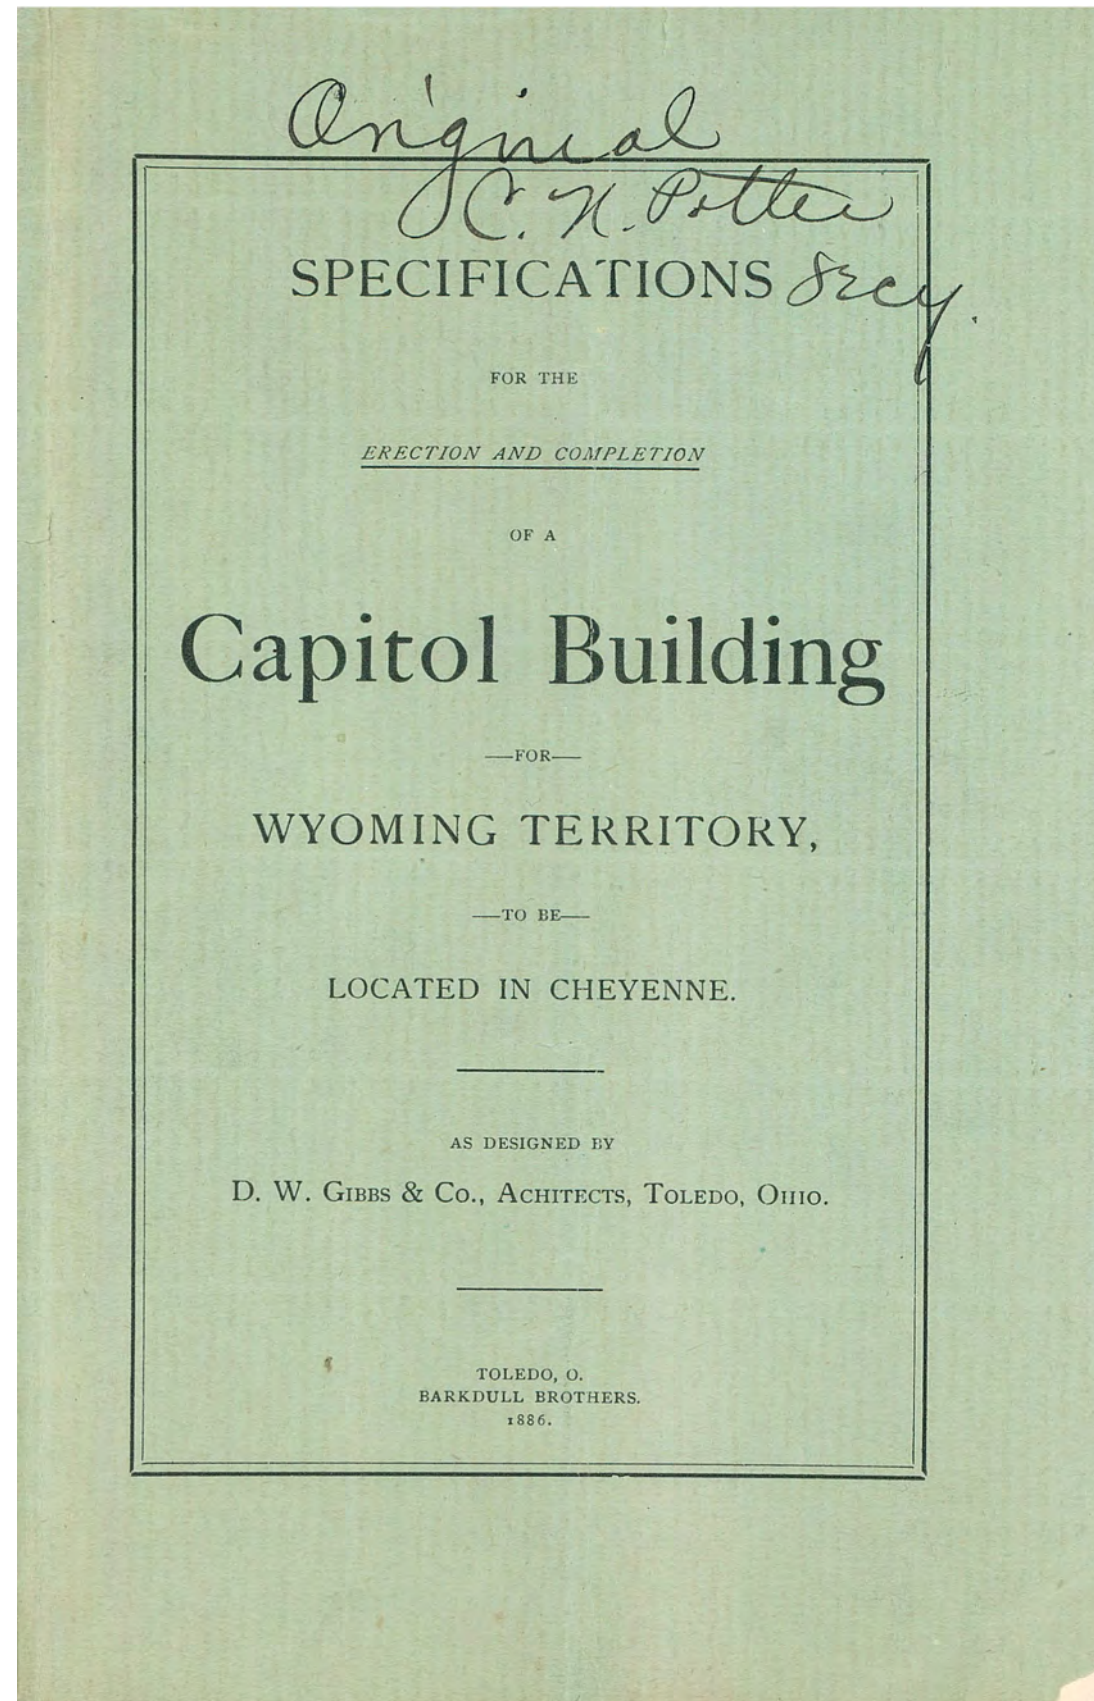 Original
C. N. Potter
SPECIFICATIONS Secy.
FOR THE
ERECTION AND COMPLETION
OF A
Capitol Building
—FOR—
WYOMING TERRITORY,
—TO BE—
LOCATED IN CHEYENNE.
AS DESIGNED BY
D. W. GIBBS & CO., ACHITECTS, TOLEDO, OHIO.
TOLEDO, O.
BARKDULL BROTHERS.
1886.